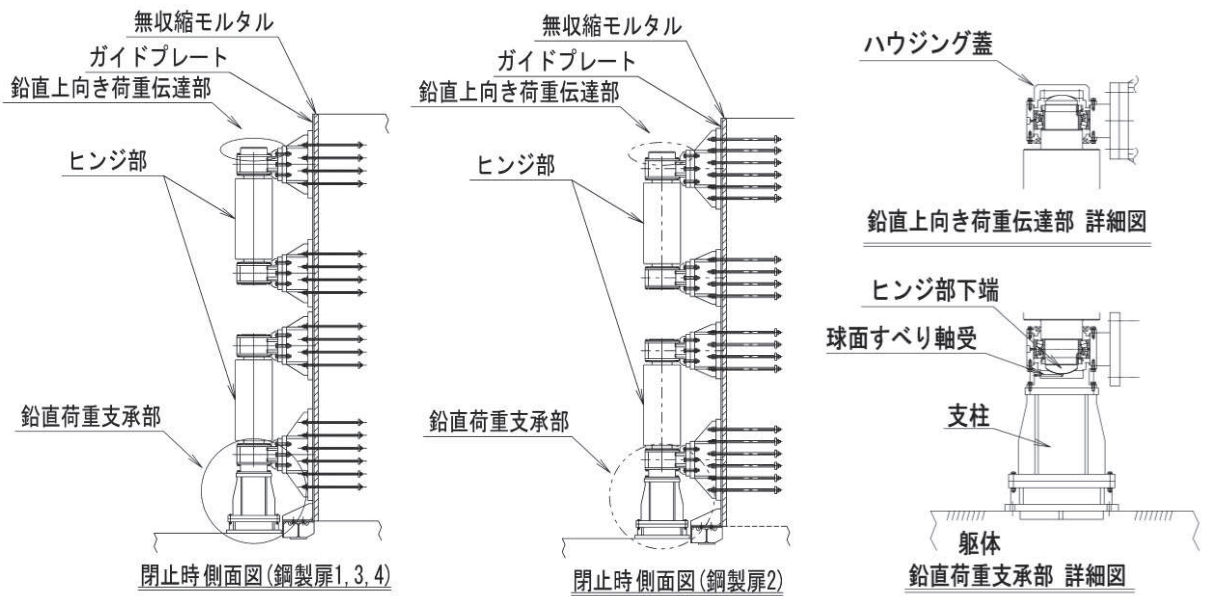 無収縮モルタル
ガイドプレート
鉛直上向き荷重伝達部
ヒンジ部
鉛直荷重支承部
閉止時側面図(鋼製扉1,3,4)
無収縮モルタル
ガイドプレート
鉛直上向き荷重伝達部
ヒンジ部
鉛直荷重支承部
閉止時側面図(鋼製扉2)
ハウジング蓋
鉛直上向き荷重伝達部 詳細図
ヒンジ部下端
球面すべり軸受
支柱
躯体
鉛直荷重支承部 詳細図